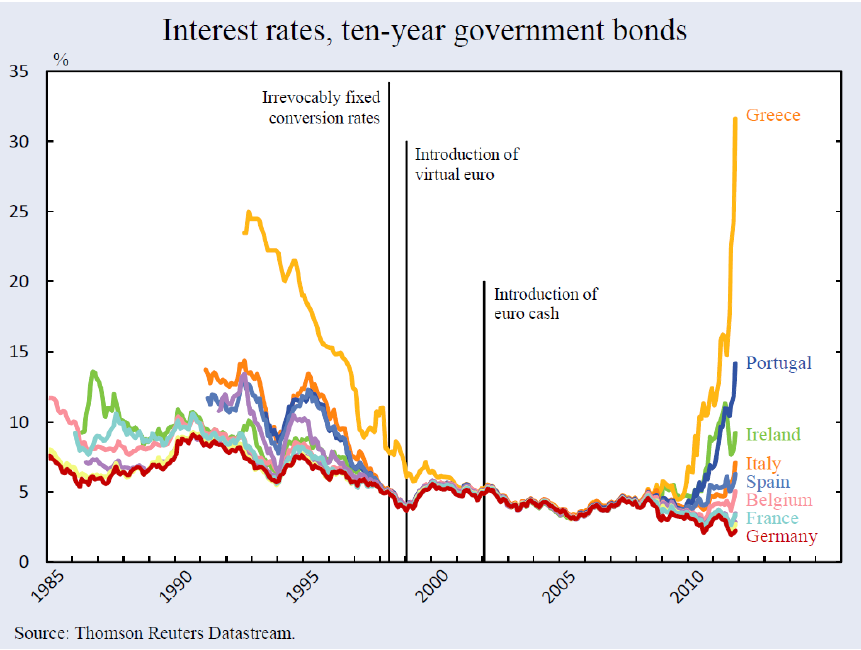 Interest rates, ten-year government bonds
%
35
30
25
20
15
10
5
0
Irrevocably fixed
conversion rates
Introduction of
virtual euro
Introduction of
euro cash
Greece
Portugal
Ireland
Italy
Spain
Belgium
France
Germany
1985
1990
1995
2000
2005
2010
Source: Thomson Reuters Datastream.